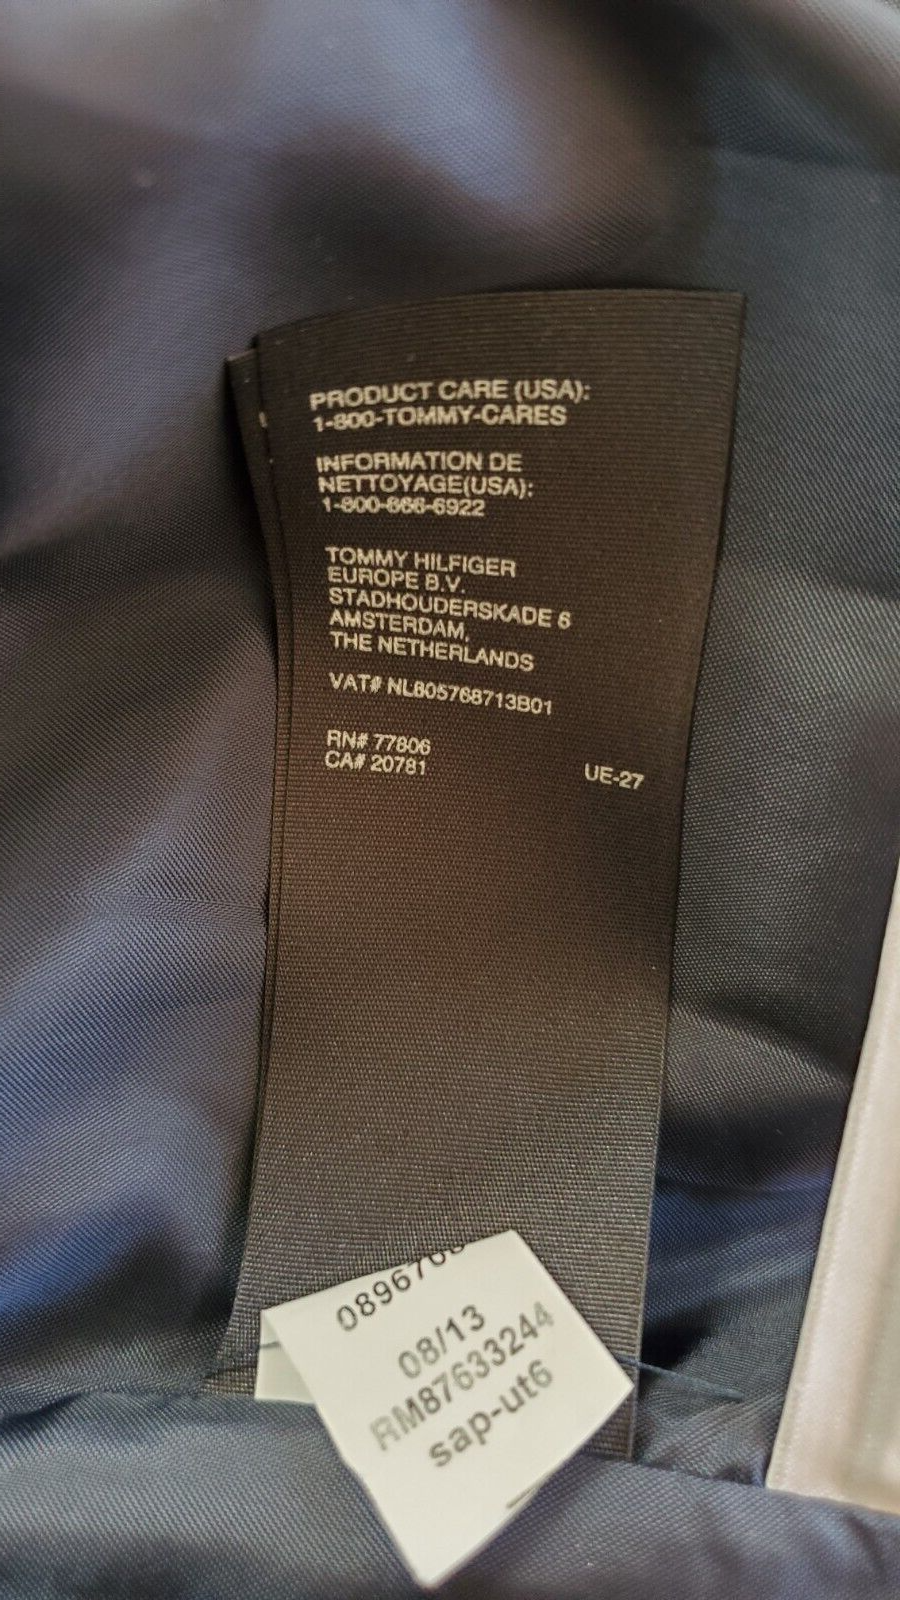 PRODUCT CARE (USA):
1-800-TOMMY-CARES
INFORMATION DE
NETTOYAGE(USA):
1-800-866-6922
TOMMY HILFIGER
EUROPE B.V.
STADHOUDERSKADE 6
AMSTERDAM,
THE NETHERLANDS
VAT# NL805768713B01
RN# 77806
CA# 20781
UE-27
08/13
RM87633244
sap-ut6